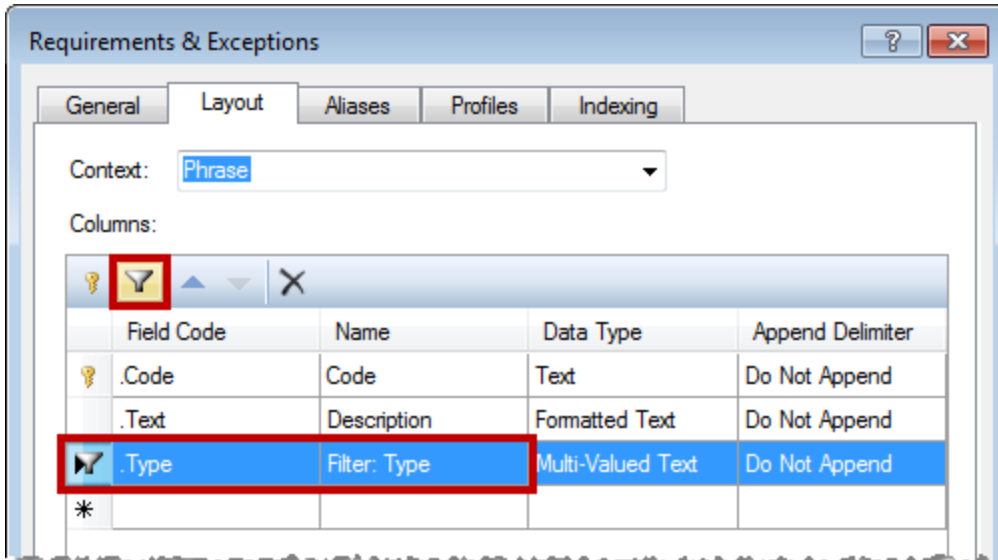 Requirements & Exceptions
General Layout Aliases Profiles Indexing
Context: Phrase
Columns:
Field Code Name Data Type Append Delimiter
.Code Code Text Do Not Append
.Text Description Formatted Text Do Not Append
.Type Filter: Type Multi-Valued Text Do Not Append